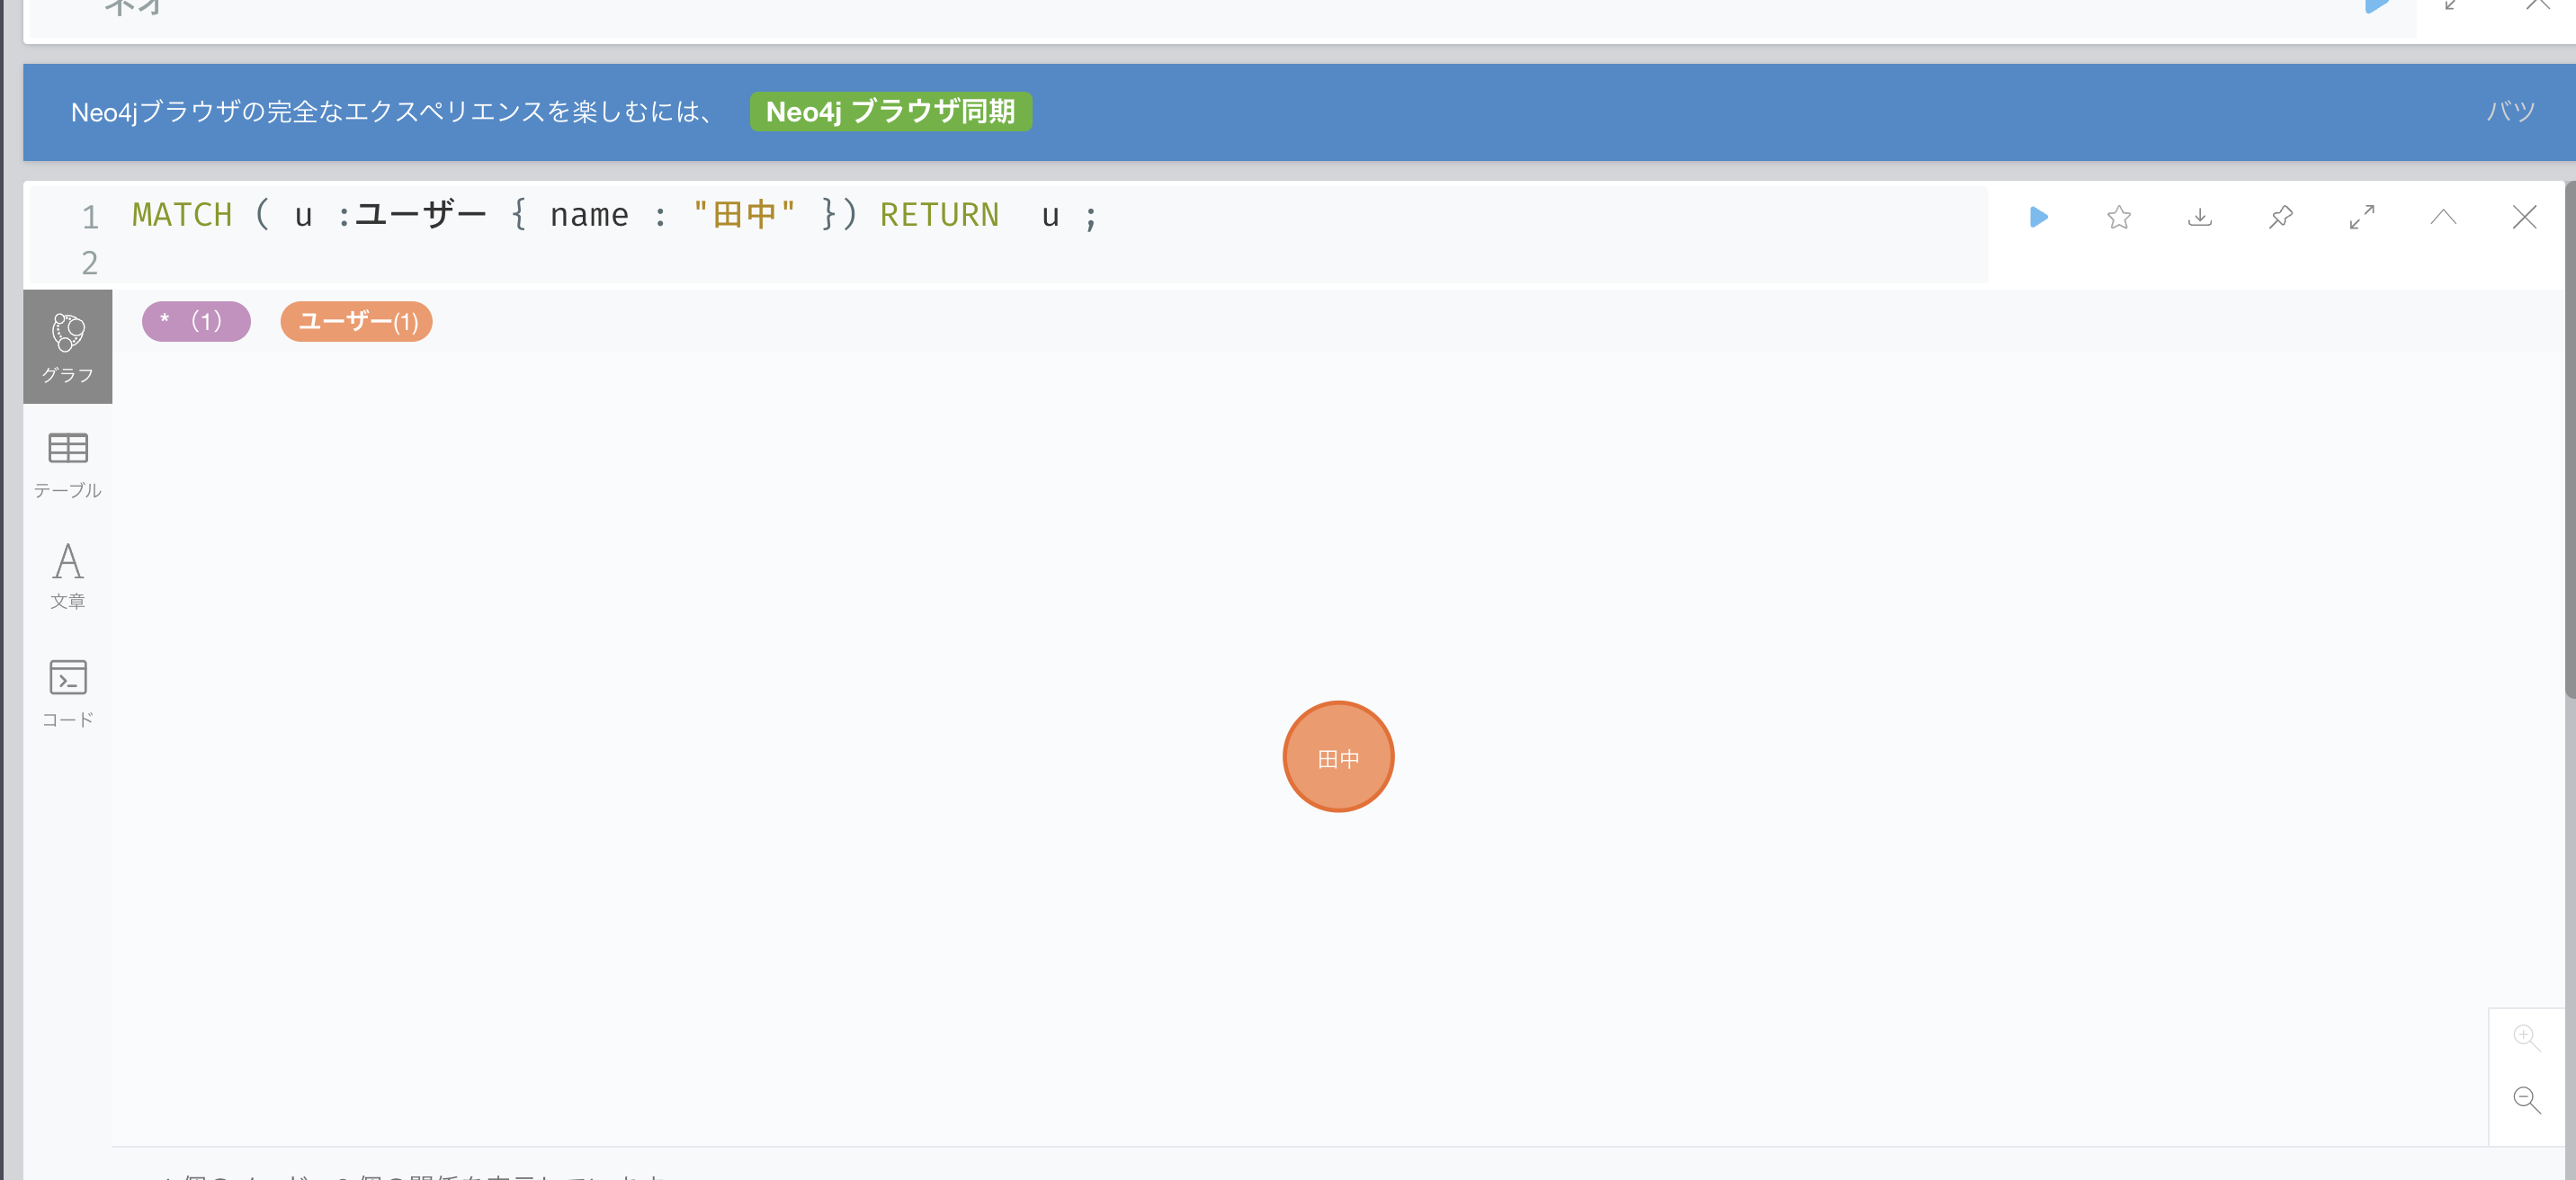 ネオ
Neo4jブラウザの完全なエクスペリエンスを楽しむには、 Neo4j ブラウザ同期
バツ
1 MATCH ( u :ユーザー { name : "田中" }) RETURN u ;
2
* (1) ユーザー(1)
グラフ
テーブル
文章
コード
田中